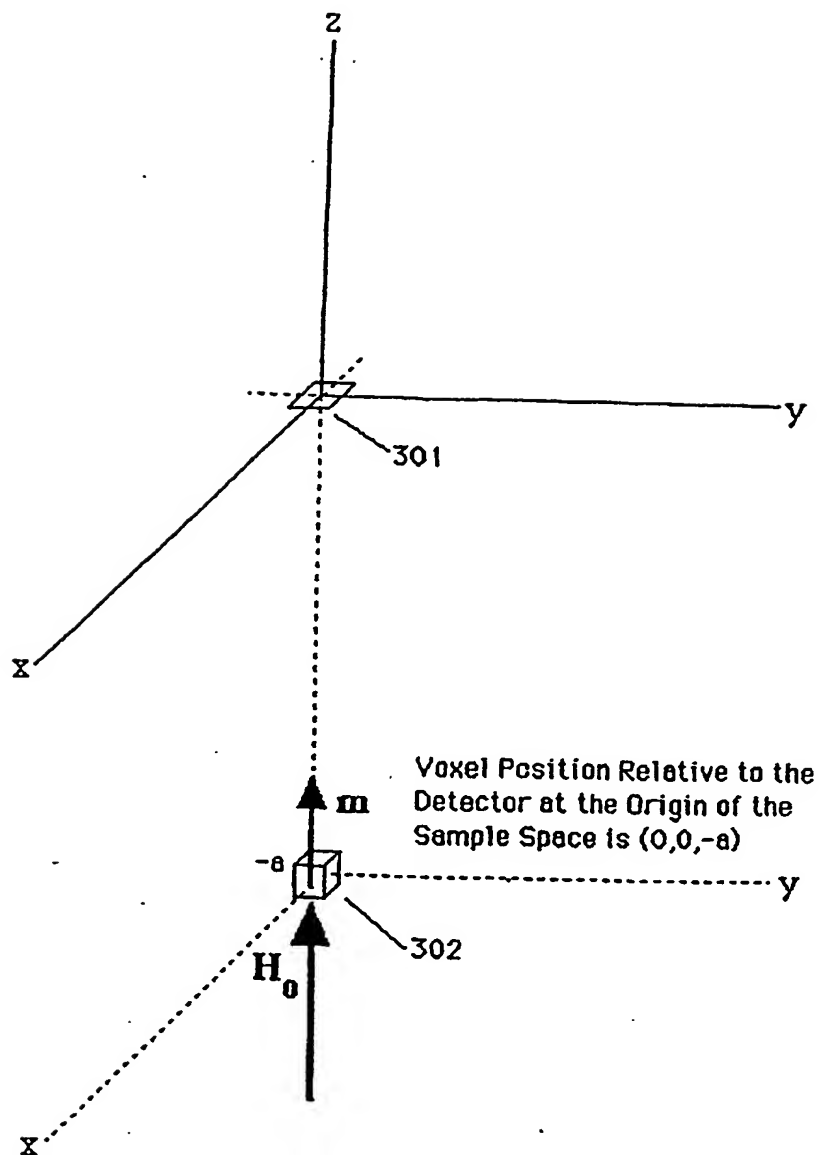 z
y
301
x
Voxel Position Relative to the
Detector at the Origin of the
Sample Space is (0,0,-a)
m
-a
y
302
H0
x